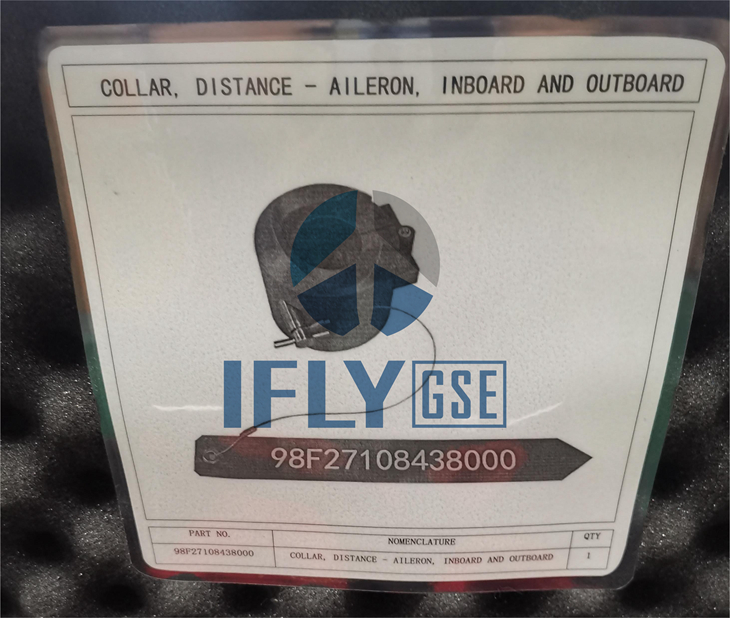 COLLAR, DISTANCE - AILERON, INBOARD AND OUTBOARD
IFLY GSE
98F27108438000
PART NO. NOMENCLATURE QTY
98F27108438000 COLLAR, DISTANCE - AILERON, INBOARD AND OUTBOARD 1